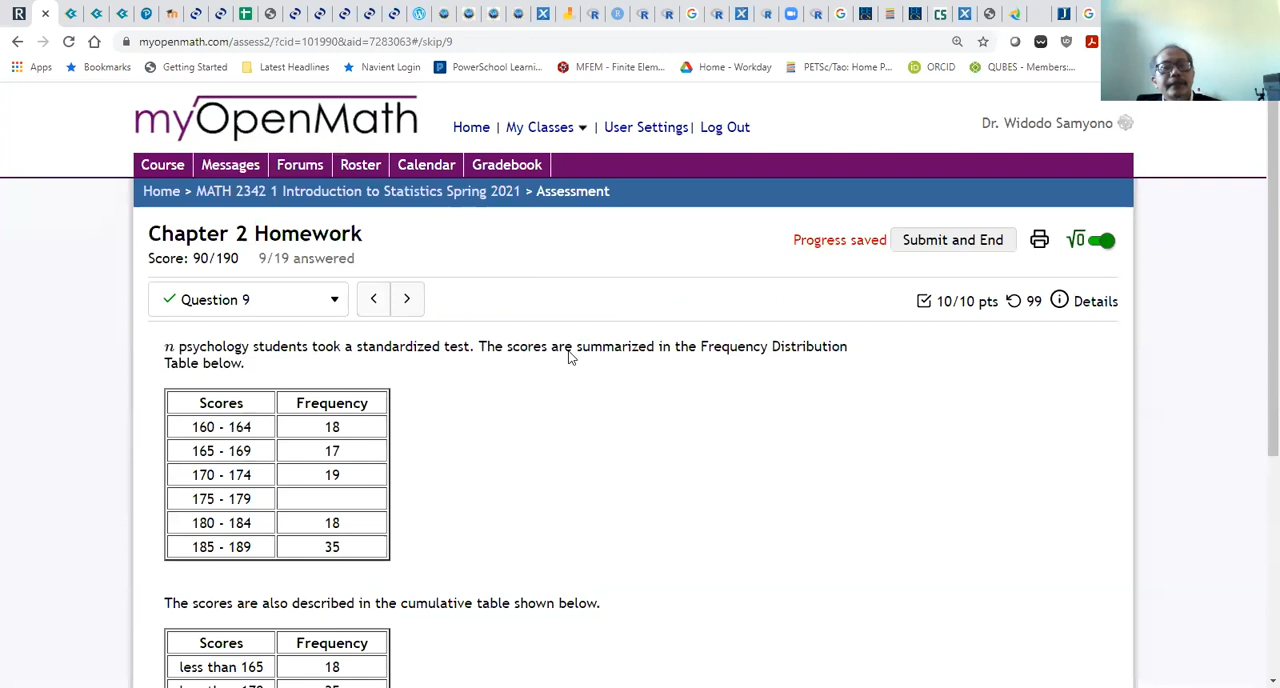 myopenmath.com/assess2/?cid=101990&aid=7283063#/skip/9
Apps Bookmarks Getting Started Latest Headlines Navient Login PowerSchool Learni... MFEM - Finite Elem... Home - Workday PETSc/Tao: Home P... ORCID QUBES - Members:...
myOpenMath
Home | My Classes | User Settings | Log Out
Dr. Widodo Samyono
Course Messages Forums Roster Calendar Gradebook
Home > MATH 2342 1 Introduction to Statistics Spring 2021 > Assessment
Chapter 2 Homework
Progress saved Submit and End √0
Score: 90/190 9/19 answered
Question 9 < > 10/10 pts 99 Details
n psychology students took a standardized test. The scores are summarized in the Frequency Distribution
Table below.
Scores Frequency
160 - 164 18
165 - 169 17
170 - 174 19
175 - 179
180 - 184 18
185 - 189 35
The scores are also described in the cumulative table shown below.
Scores Frequency
less than 165 18